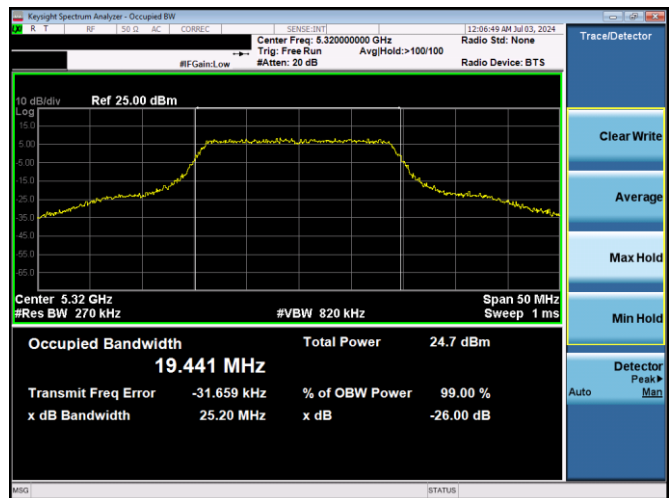 Keysight Spectrum Analyzer - Occupied BW
R T RF 50 Ω AC CORREC SENSE:INT 12:06:49 AM Jul 03, 2024
Center Freq: 5.320000000 GHz Radio Std: None
Trig: Free Run Avg|Hold:>100/100
#IFGain:Low #Atten: 20 dB Radio Device: BTS
10 dB/div Ref 25.00 dBm
Log
15.0
5.00
-5.00
-15.0
-25.0
-35.0
-45.0
-55.0
-65.0
Center 5.32 GHz Span 50 MHz
#Res BW 270 kHz #VBW 820 kHz Sweep 1 ms
Occupied Bandwidth Total Power 24.7 dBm
19.441 MHz
Transmit Freq Error -31.659 kHz % of OBW Power 99.00 %
x dB Bandwidth 25.20 MHz x dB -26.00 dB
MSG STATUS
Trace/Detector
Clear Write
Average
Max Hold
Min Hold
Detector
Peak▶
Auto Man